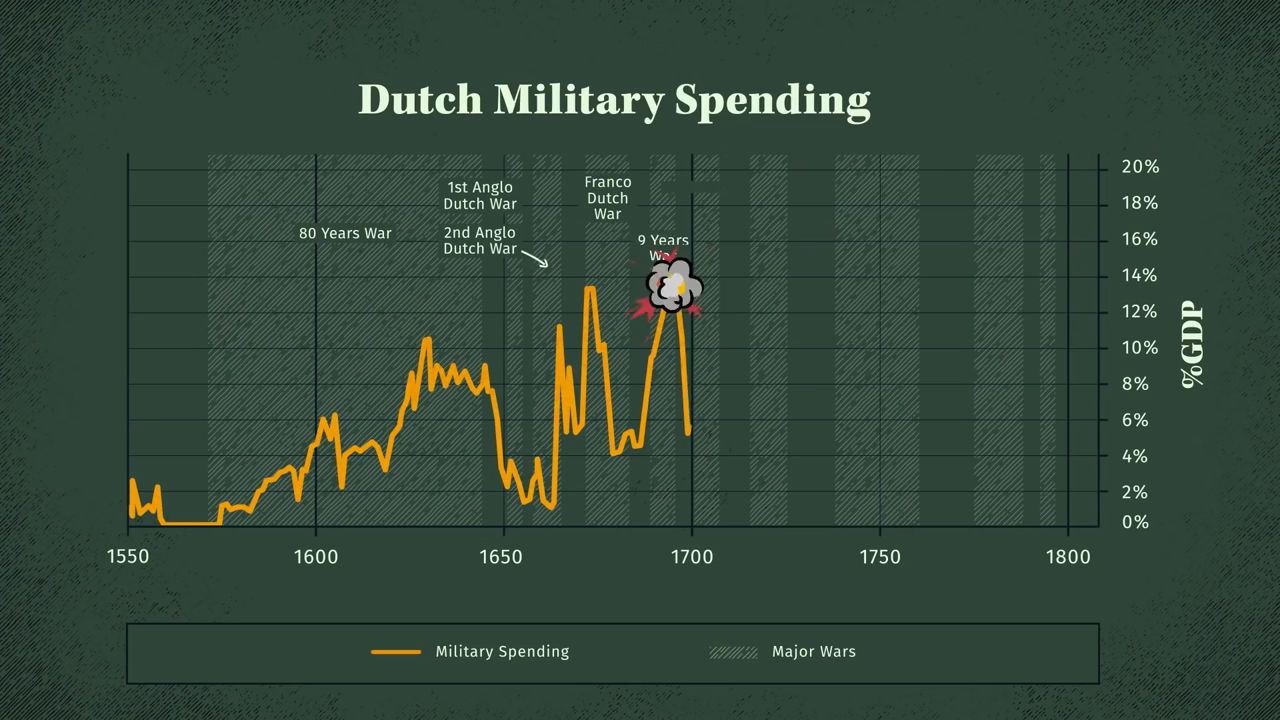 Dutch Military Spending
1st Anglo
Dutch War
Franco
Dutch
War
80 Years War
2nd Anglo
Dutch War
9 Years
20%
18%
16%
14%
12%
10%
8%
6%
4%
2%
0%
%GDP
1550
1600
1650
1700
1750
1800
Military Spending
Major Wars